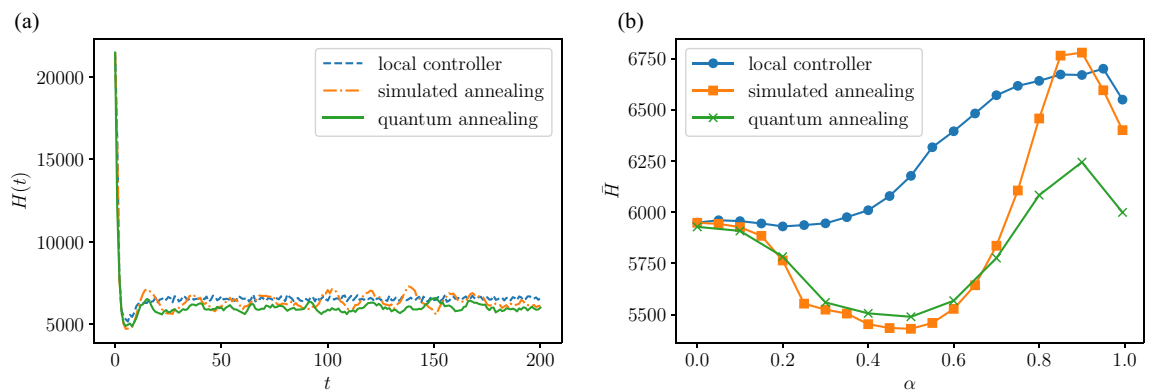 (a)
20000
15000
10000
5000
H(t)
0
50
100
150
200
t
local controller
simulated annealing
quantum annealing
(b)
6750
6500
6250
6000
5750
5500
H̄
0.0
0.2
0.4
0.6
0.8
1.0
α
local controller
simulated annealing
quantum annealing